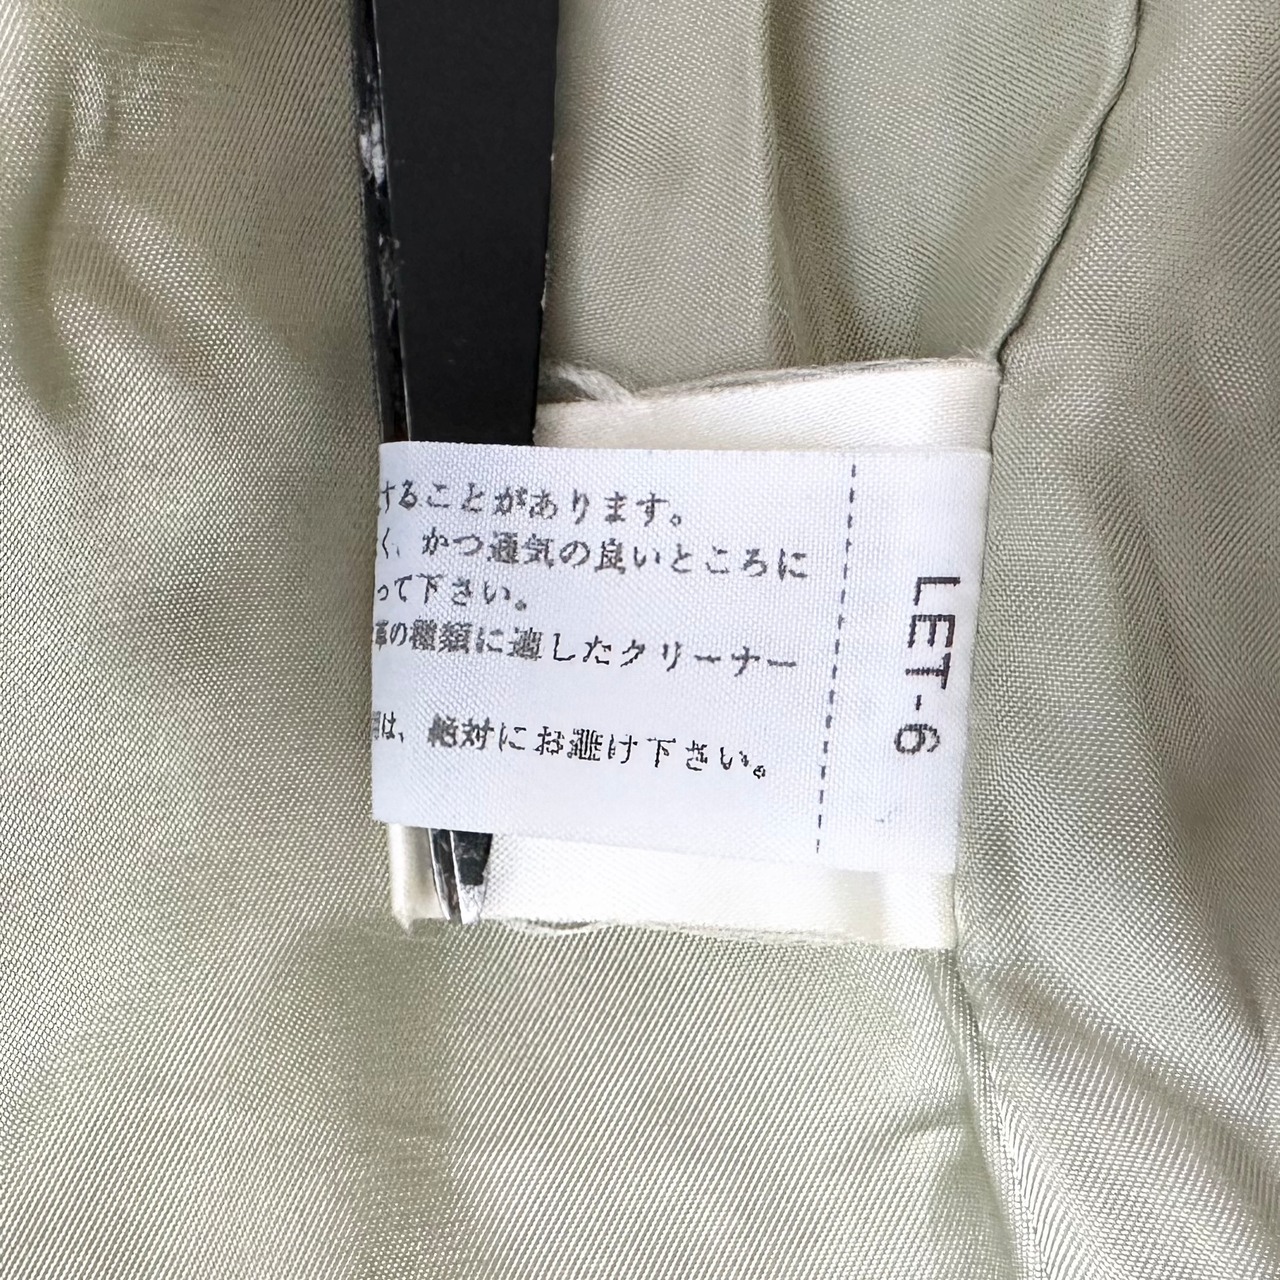 することがあります。
く、かつ通気の良いところに
って下さい。
革の種類に適したクリーナー
は、絶対にお避け下さい。
LET-6